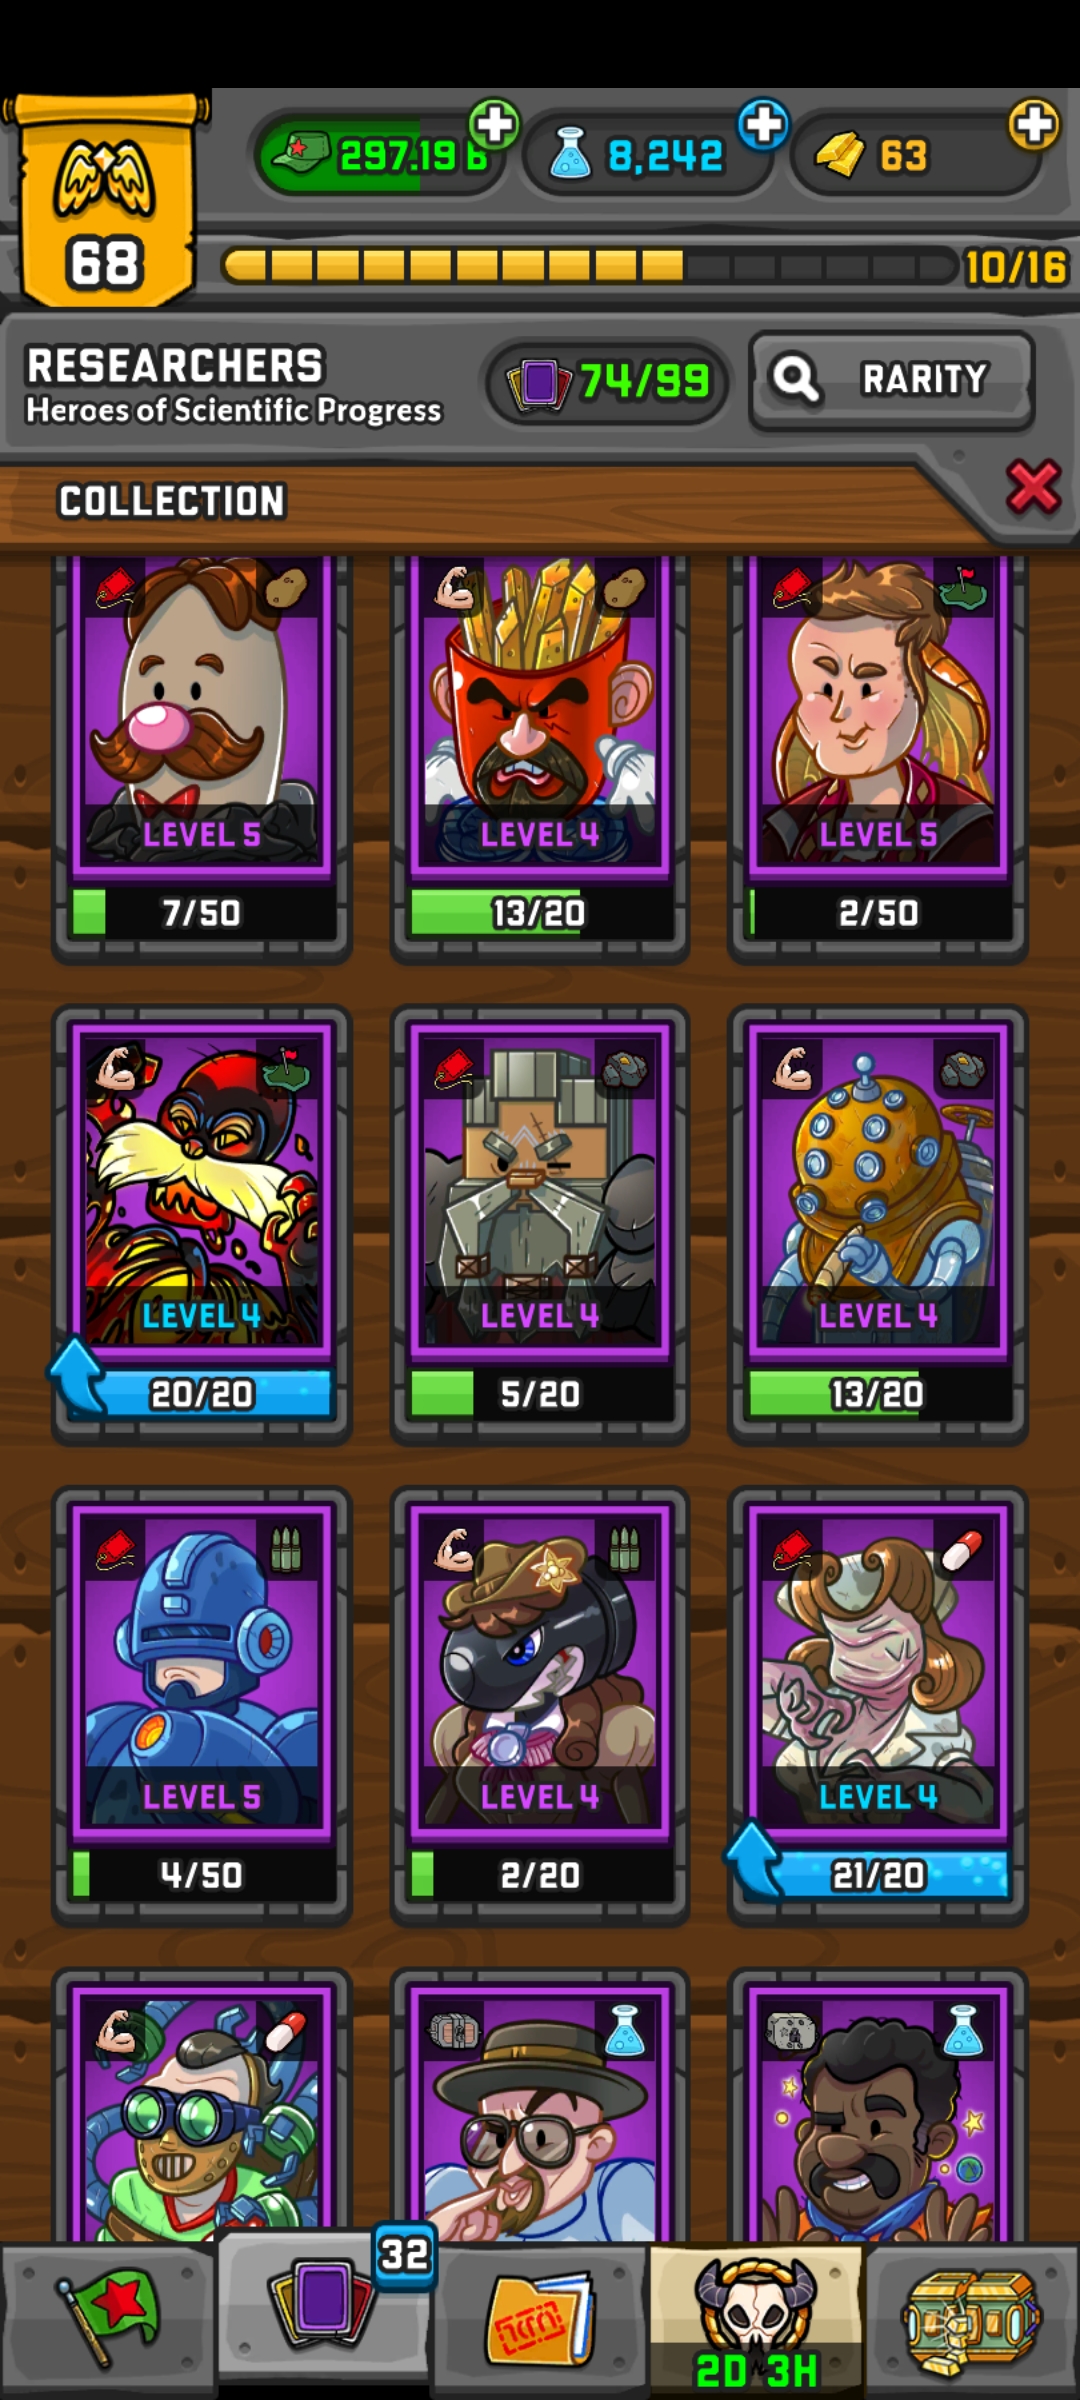 297.19 B
8,242
63
68
10/16
RESEARCHERS
Heroes of Scientific Progress
74/99
RARITY
COLLECTION
LEVEL 5
LEVEL 4
LEVEL 5
7/50
13/20
2/50
LEVEL 4
LEVEL 4
LEVEL 4
20/20
5/20
13/20
LEVEL 5
LEVEL 4
LEVEL 4
4/50
2/20
21/20
32
2D 3H